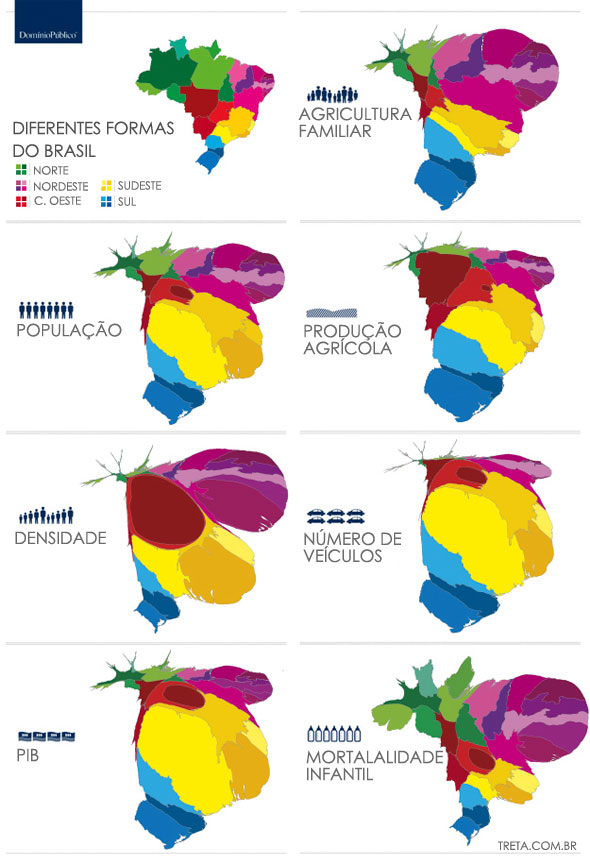 DomínioPúblico
DIFERENTES FORMAS
DO BRASIL
NORTE
NORDESTE
SUDESTE
C. OESTE
SUL
AGRICULTURA
FAMILIAR
POPULAÇÃO
PRODUÇÃO
AGRÍCOLA
DENSIDADE
NÚMERO DE
VEÍCULOS
PIB
MORTALALIDADE
INFANTIL
TRETA.COM.BR